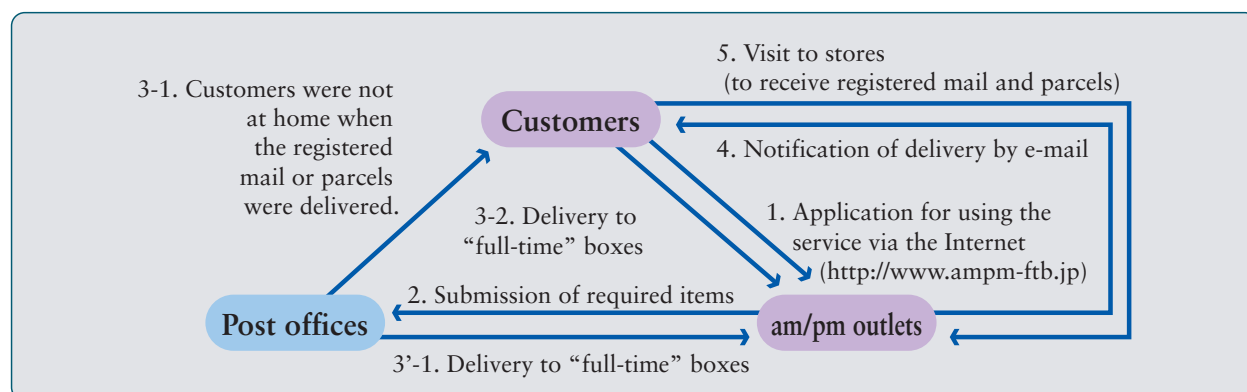 5. Visit to stores
(to receive registered mail and parcels)
3-1. Customers were not
at home when
the registered
mail or parcels
were delivered.
Customers
4. Notification of delivery by e-mail
3-2. Delivery to
“full-time” boxes
1. Application for using the
service via the Internet
(http://www.ampm-ftb.jp)
2. Submission of required items
Post offices
am/pm outlets
3’-1. Delivery to “full-time” boxes